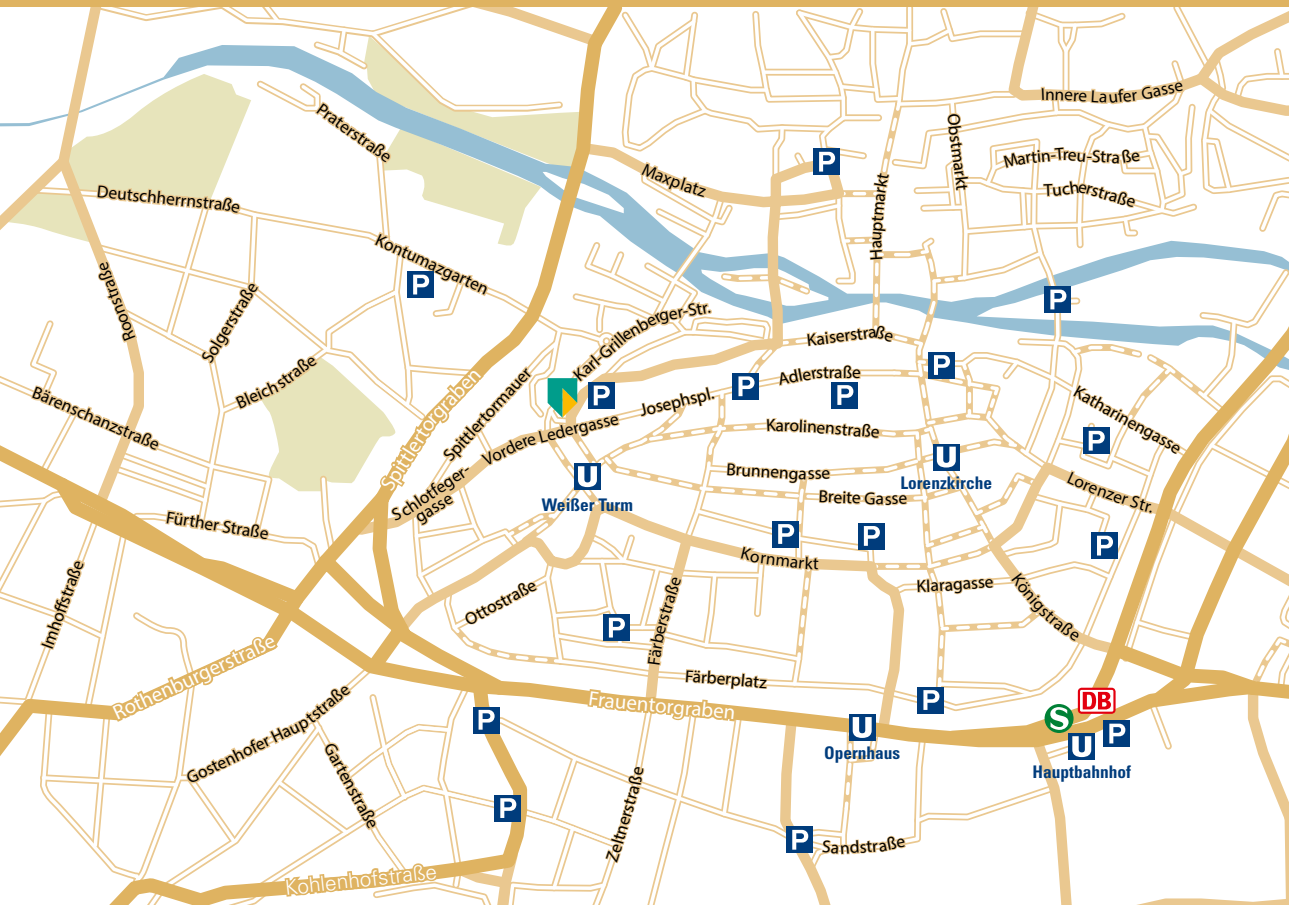 Innere Laufer Gasse
Praterstraße
Obstmarkt
Martin-Treu-Straße
P
Maxplatz
Tucherstraße
Deutschherrnstraße
Hauptmarkt
Kontumazgarten
P
Roonstraße
P
Solgerstraße
Karl-Grillenberger-Str.
Kaiserstraße
Bleichstraße
P
Adlerstraße
P
P
P
Spittlertorgraben
Spittlertormauer
Josephspl.
Katharinengasse
Bärenschanzstraße
Vordere Ledergasse
Karolinenstraße
P
U
Lorenzkirche
Brunnengasse
U
Weißer Turm
Schlotfeger-
gasse
Breite Gasse
Lorenzer Str.
Fürther Straße
P
P
P
Kornmarkt
Klaragasse
Imhoffstraße
Ottostraße
Färberstraße
Königstraße
P
Rothenburgerstraße
Färberplatz
Frauentorgraben
P
DB
S
P
P
U
Opernhaus
U
Hauptbahnhof
Gostenhofer Hauptstraße
Gartenstraße
P
Zeltnerstraße
P
Sandstraße
Kohlenhofstraße